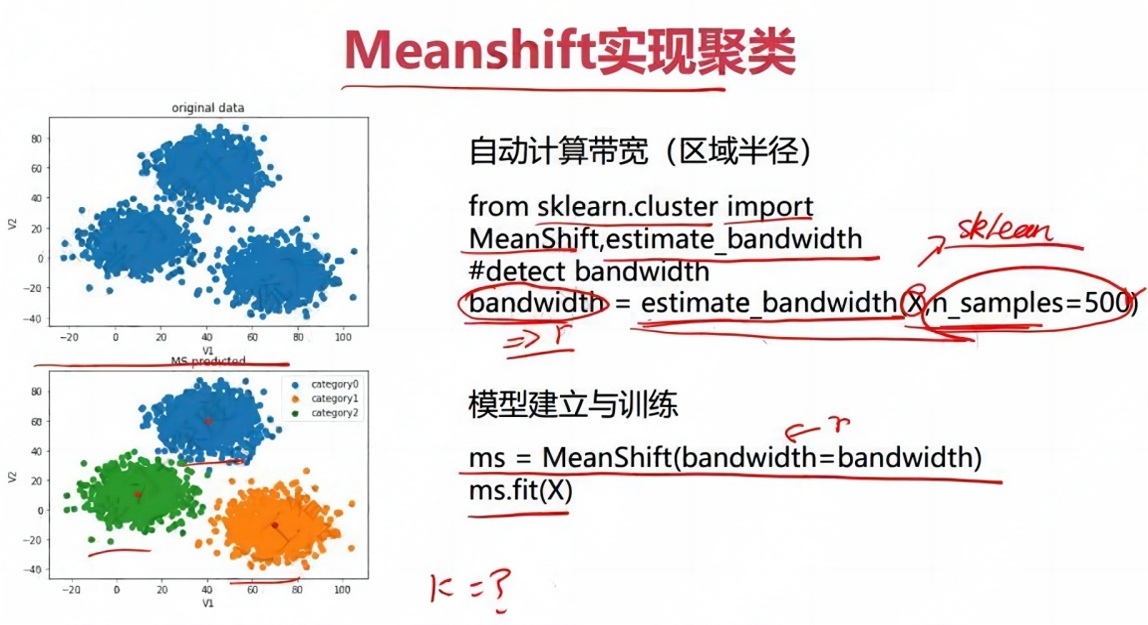 Meanshift实现聚类
original data
80
60
40
20
0
−20
−40
V2
−20 0 20 40 60 80 100
V1
MS predicted
category0
category1
category2
80
60
40
20
0
−20
−40
V2
−20 0 20 40 60 80 100
V1
自动计算带宽（区域半径）
from sklearn.cluster import
MeanShift,estimate_bandwidth
#detect bandwidth
sklean
bandwidth = estimate_bandwidth(X,n_samples=500)
=> r
模型建立与训练
← r
ms = MeanShift(bandwidth=bandwidth)
ms.fit(X)
K=?